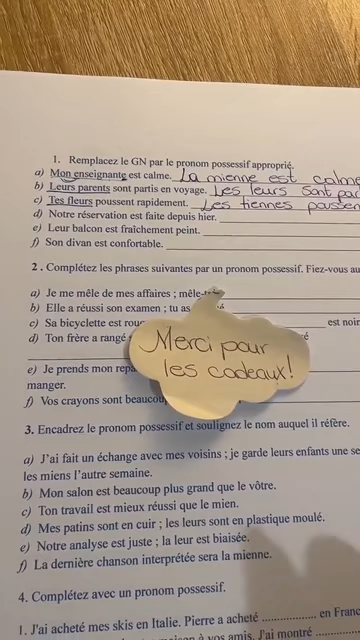 1. Remplacez le GN par le pronom possessif approprié.
a) Mon enseignante est calme. La mienne est calme
b) Leurs parents sont partis en voyage. Les leurs sont par
c) Tes fleurs poussent rapidement. Les tiennes poussen
d) Notre réservation est faite depuis hier.
e) Leur balcon est fraîchement peint.
f) Son divan est confortable.
2. Complétez les phrases suivantes par un pronom possessif. Fiez-vous au
a) Je me mêle de mes affaires ; mêle-
b) Elle a réussi son examen ; tu as
c) Sa bicyclette est est noir
d) Ton frère a rangé
Merci pour
les cadeaux!
e) Je prends mon
manger.
f) Vos crayons sont
3. Encadrez le pronom possessif et soulignez le nom auquel il réfère.
a) J'ai fait un échange avec mes voisins ; je garde leurs enfants une se
les miens l'autre semaine.
b) Mon salon est beaucoup plus grand que le vôtre.
c) Ton travail est mieux réussi que le mien.
d) Mes patins sont en cuir ; les leurs sont en plastique moulé.
e) Notre analyse est juste ; la leur est biaisée.
f) La dernière chanson interprétée sera la mienne.
4. Complétez avec un pronom possessif.
1. J'ai acheté mes skis en Italie. Pierre a acheté .................. en Franc
à vos amis. J'ai montré